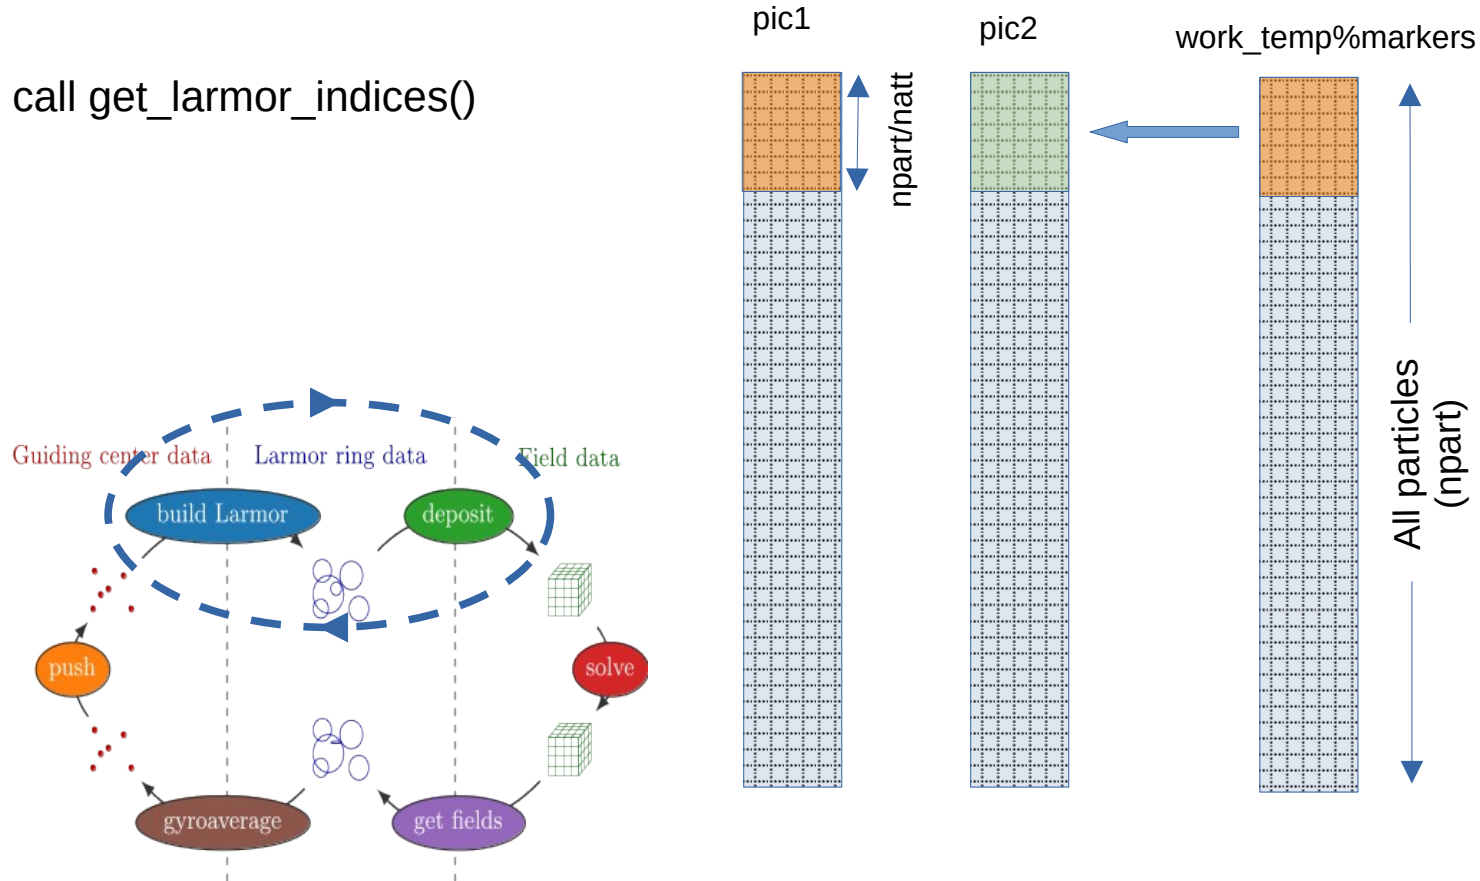 call get_larmor_indices()
pic1
pic2
work_temp%markers
npart/natt
All particles
(npart)
Guiding center data
Larmor ring data
Field data
build Larmor
deposit
push
solve
gyroaverage
get fields